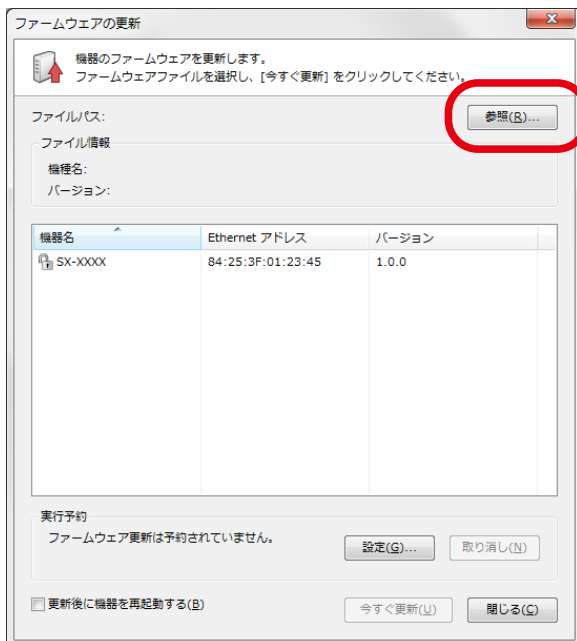 ファームウェアの更新
機器のファームウェアを更新します。
ファームウェアファイルを選択し、[今すぐ更新] をクリックしてください。
ファイルパス:
参照(R)...
ファイル情報
機種名:
バージョン:
機器名 Ethernet アドレス バージョン
SX-XXXX 84:25:3F:01:23:45 1.0.0
実行予約
ファームウェア更新は予約されていません。
設定(G)... 取り消し(N)
更新後に機器を再起動する(B) 今すぐ更新(U) 閉じる(C)